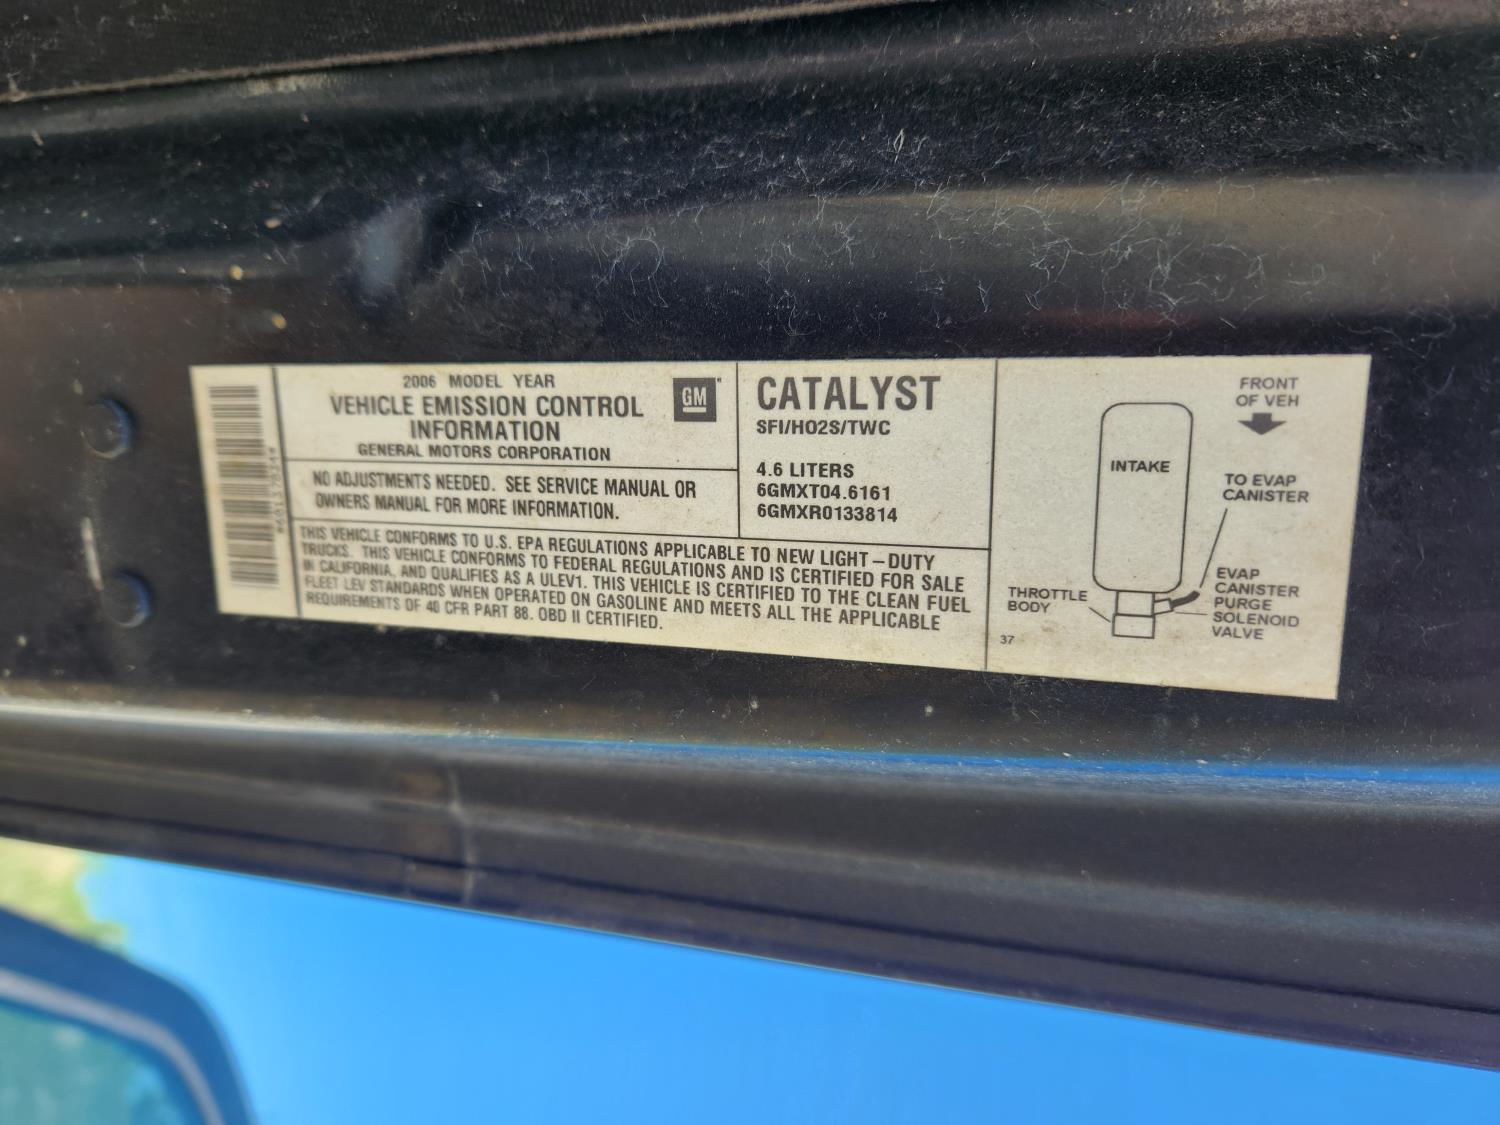 2006 MODEL YEAR
VEHICLE EMISSION CONTROL
INFORMATION
GENERAL MOTORS CORPORATION
GM
NO ADJUSTMENTS NEEDED. SEE SERVICE MANUAL OR
OWNERS MANUAL FOR MORE INFORMATION.
CATALYST
SFI/HO2S/TWC
4.6 LITERS
6GMXT04.6161
6GMXR0133814
THIS VEHICLE CONFORMS TO U.S. EPA REGULATIONS APPLICABLE TO NEW LIGHT-DUTY
TRUCKS. THIS VEHICLE CONFORMS TO FEDERAL REGULATIONS AND IS CERTIFIED FOR SALE
IN CALIFORNIA, AND QUALIFIES AS A ULEV1. THIS VEHICLE IS CERTIFIED TO THE CLEAN FUEL
FLEET LEV STANDARDS WHEN OPERATED ON GASOLINE AND MEETS ALL THE APPLICABLE
REQUIREMENTS OF 40 CFR PART 88. OBD II CERTIFIED.
FRONT
OF VEH
INTAKE
TO EVAP
CANISTER
THROTTLE
BODY
EVAP
CANISTER
PURGE
SOLENOID
VALVE
37